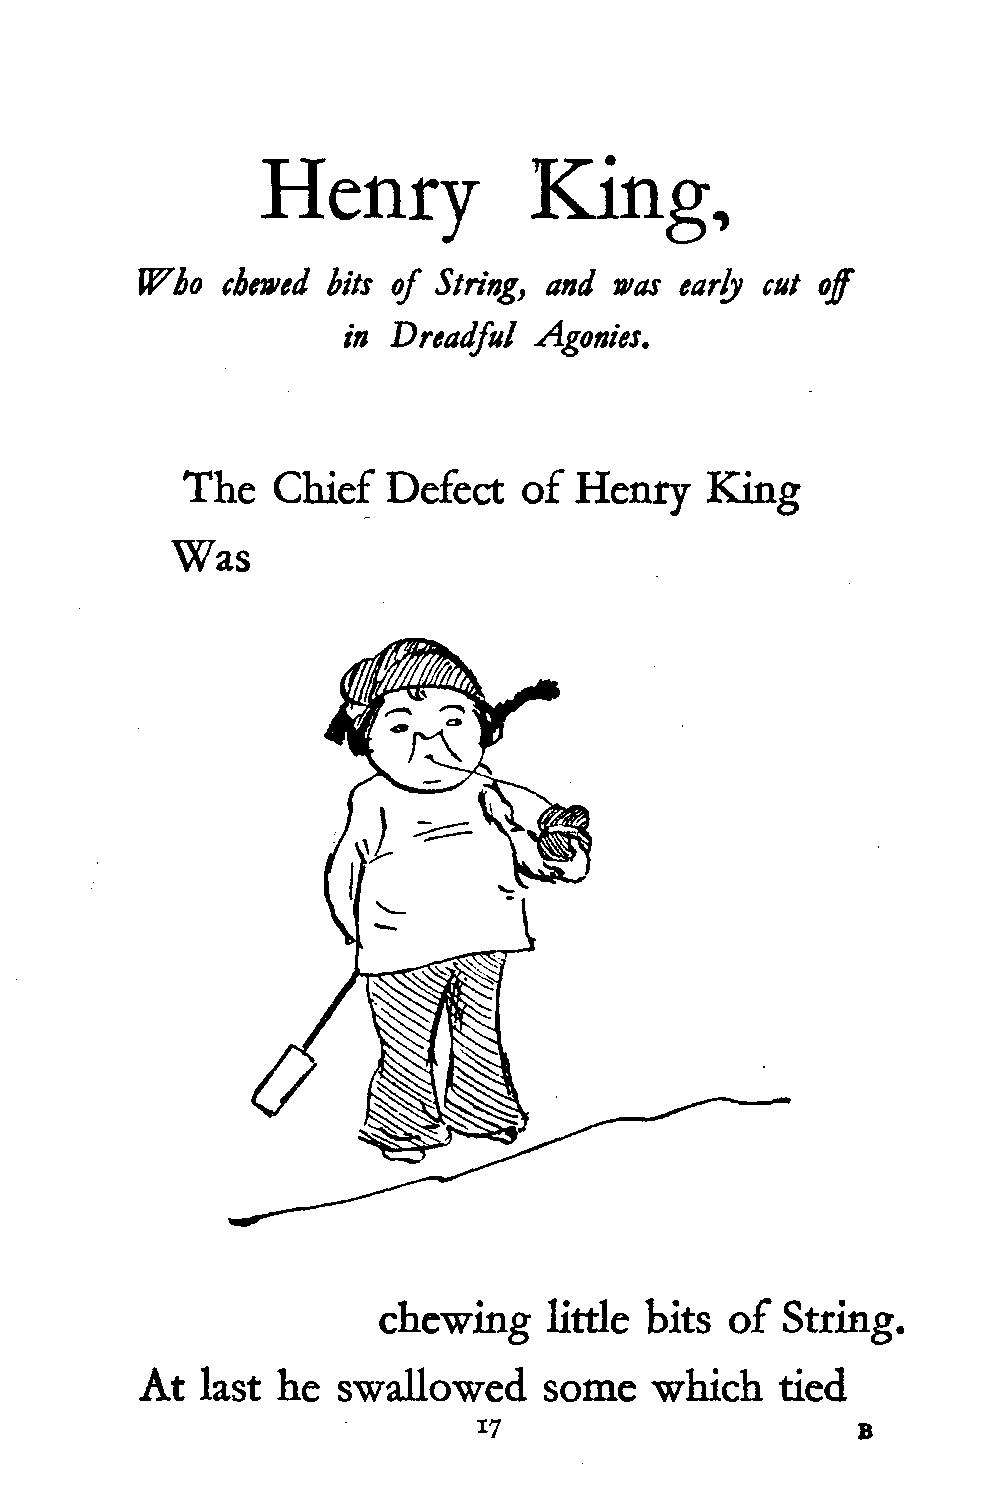 Henry King,
Who chewed bits of String, and was early cut off
in Dreadful Agonies.
The Chief Defect of Henry King
Was
chewing little bits of String.
At last he swallowed some which tied
17
B